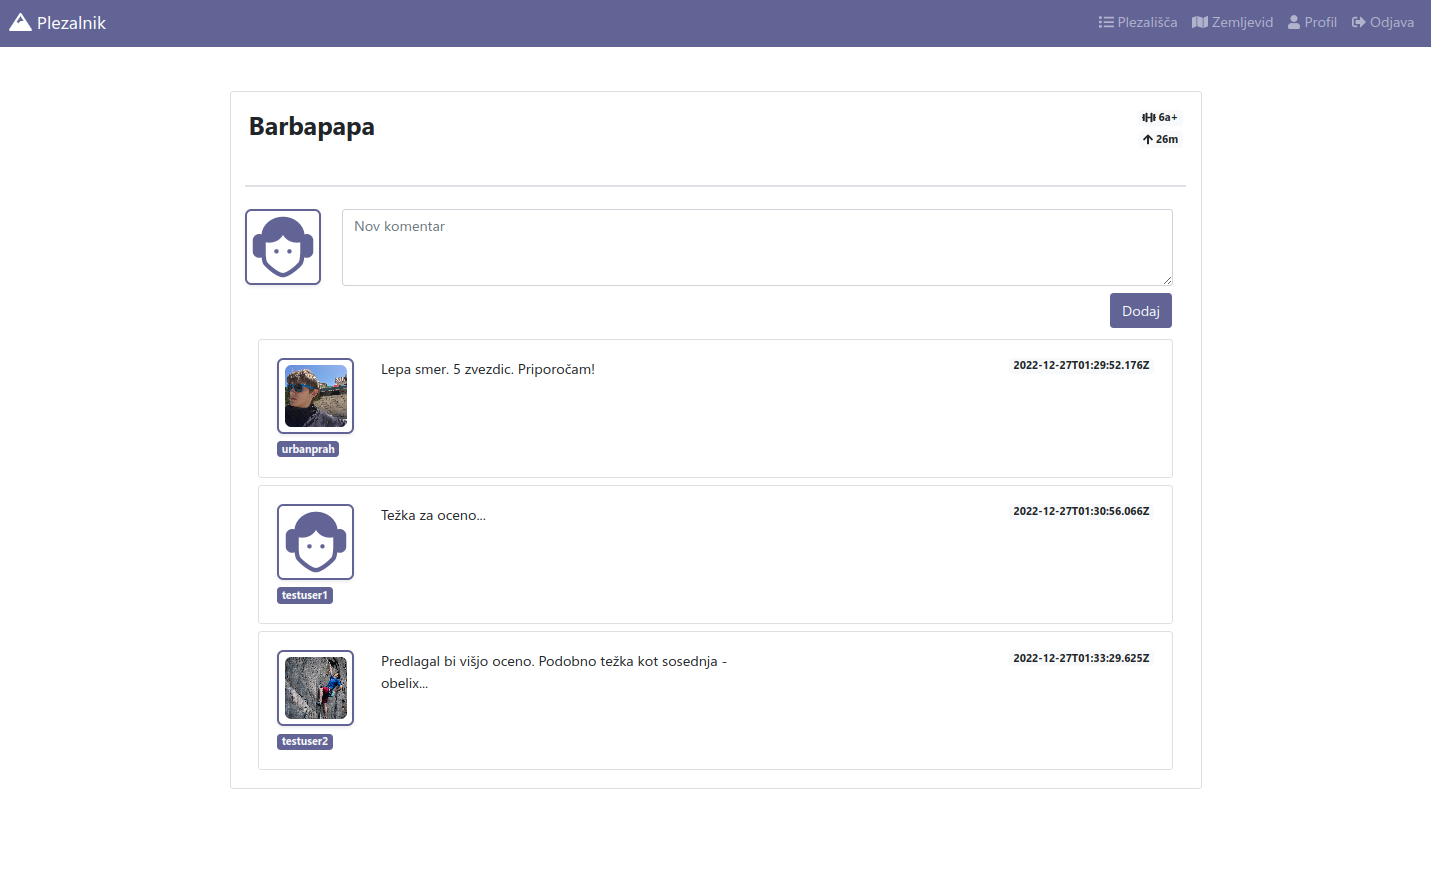 Plezalnik
Plezališča Zemljevid Profil Odjava
Barbapapa
6a+
26m
Nov komentar
Dodaj
Lepa smer. 5 zvezdic. Priporočam!
2022-12-27T01:29:52.176Z
urbanprah
Težka za oceno...
2022-12-27T01:30:56.066Z
testuser1
Predlagal bi višjo oceno. Podobno težka kot sosednja -
obelix...
2022-12-27T01:33:29.625Z
testuser2